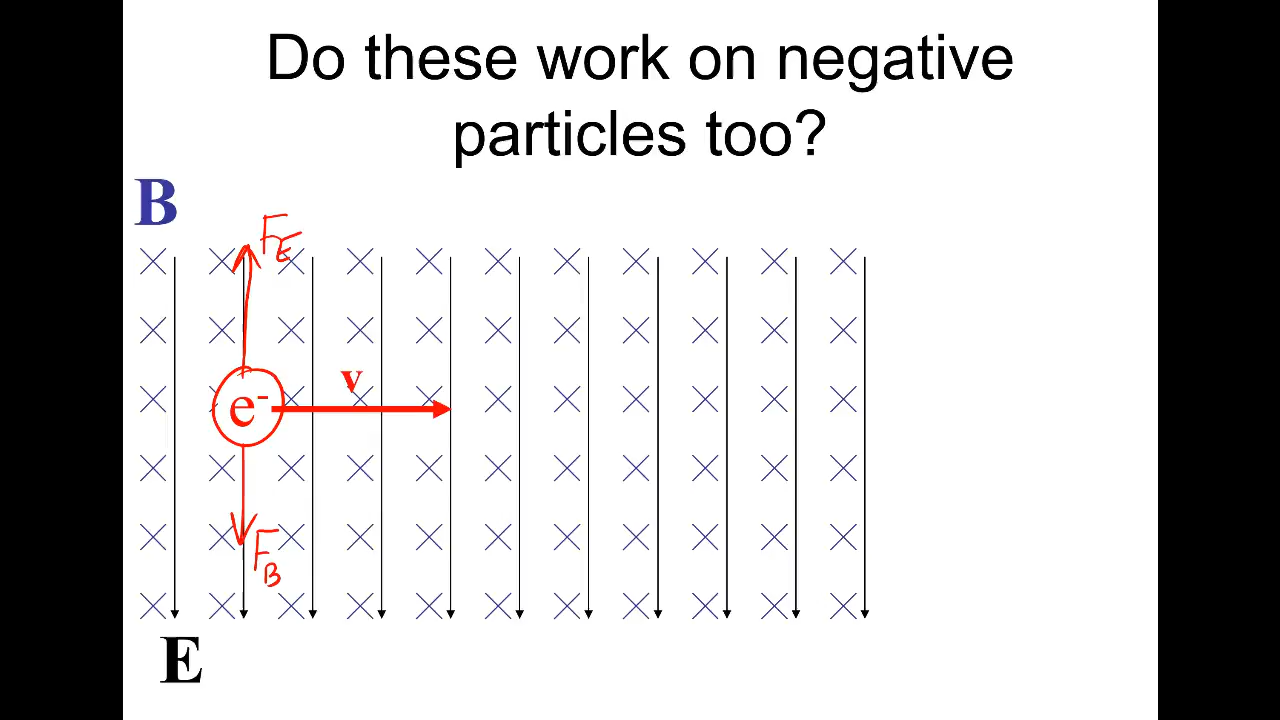 Do these work on negative
particles too?
B
F_E
v
e⁻
F_B
E